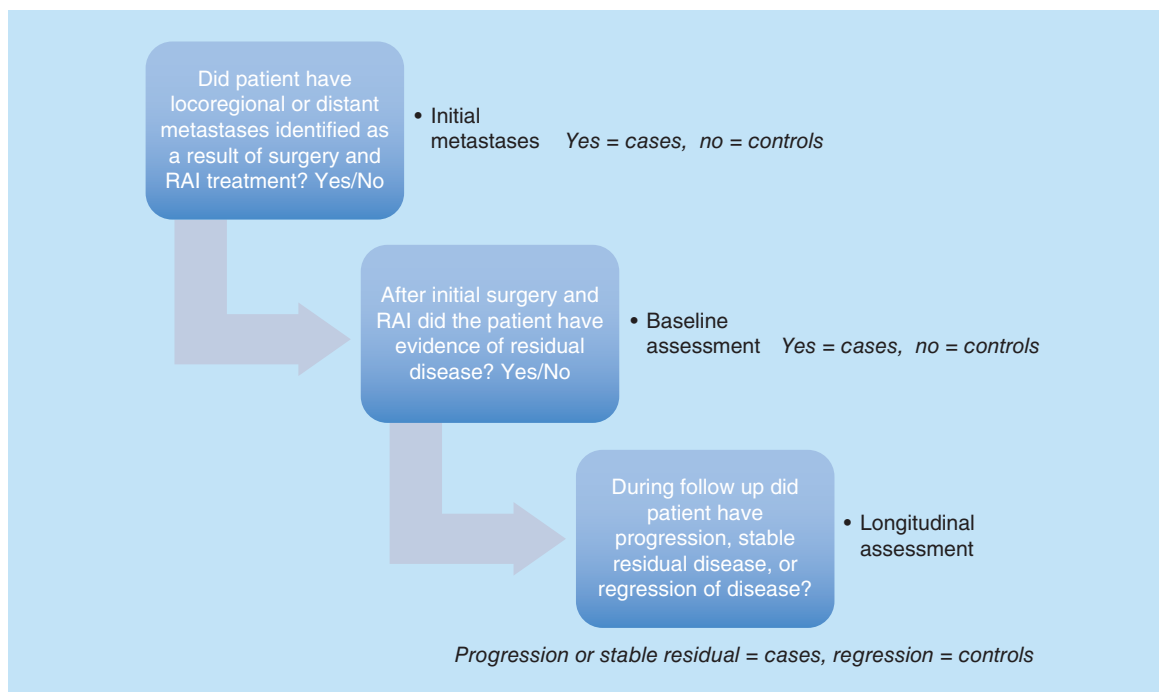 Did patient have
locoregional or distant
metastases identified as
a result of surgery and
RAI treatment? Yes/No
• Initial
metastases Yes = cases, no = controls
After initial surgery and
RAI did the patient have
evidence of residual
disease? Yes/No
• Baseline
assessment Yes = cases, no = controls
During follow up did
patient have
progression, stable
residual disease, or
regression of disease?
• Longitudinal
assessment
Progression or stable residual = cases, regression = controls